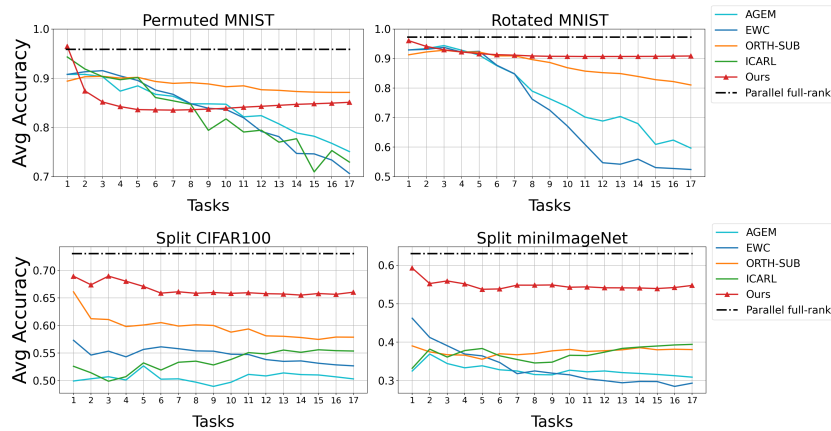 Permuted MNIST
Avg Accuracy
1.0
0.9
0.8
0.7
1 2 3 4 5 6 7 8 9 10 11 12 13 14 15 16 17
Tasks
Rotated MNIST
1.0
0.9
0.8
0.7
0.6
0.5
1 2 3 4 5 6 7 8 9 10 11 12 13 14 15 16 17
Tasks
AGEM
EWC
ORTH-SUB
ICARL
Ours
Parallel full-rank
Split CIFAR100
Avg Accuracy
0.70
0.65
0.60
0.55
0.50
1 2 3 4 5 6 7 8 9 10 11 12 13 14 15 16 17
Tasks
Split miniImageNet
0.6
0.5
0.4
0.3
1 2 3 4 5 6 7 8 9 10 11 12 13 14 15 16 17
Tasks
AGEM
EWC
ORTH-SUB
ICARL
Ours
Parallel full-rank